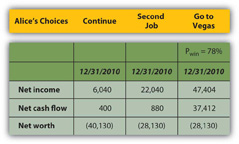 Alice's Choices Continue Second Job Go to Vegas
Pwin = 78%
12/31/2010 12/31/2010 12/31/2010
Net income 6,040 22,040 47,404
Net cash flow 400 880 37,412
Net worth (40,130) (28,130) (28,130)